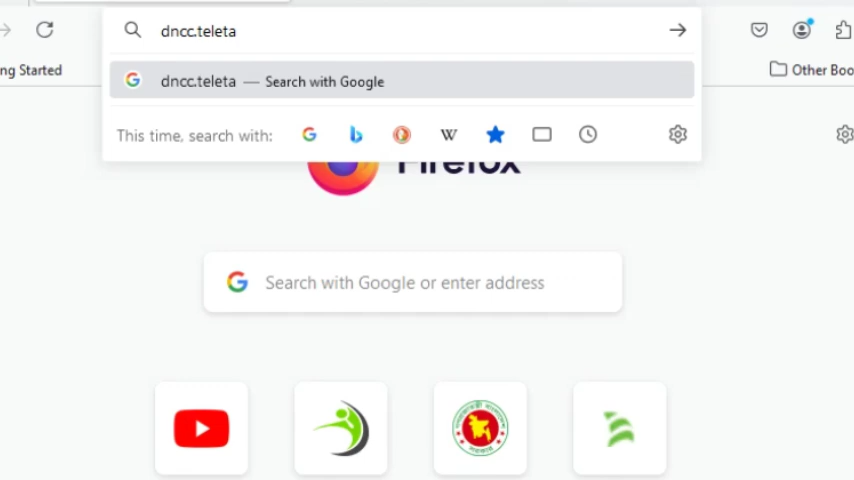 dncc.teleta
dncc.teleta — Search with Google
This time, search with:
ng Started
Other Boo
Firefox
Search with Google or enter address